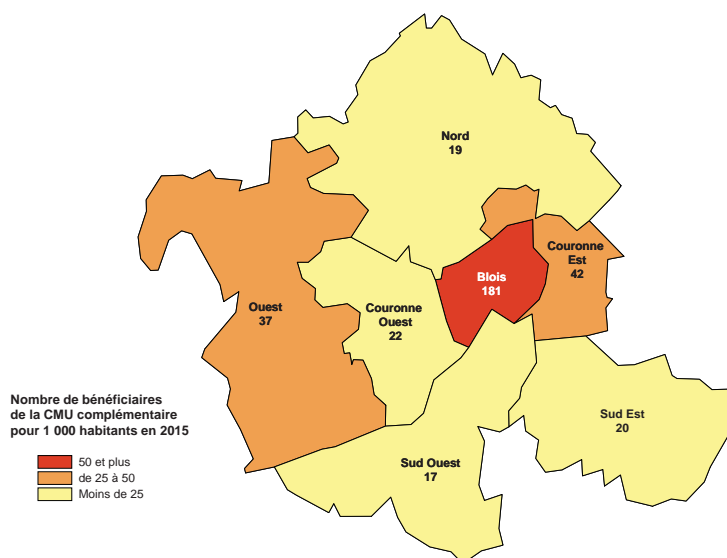 Nord
19
Couronne
Est
42
Blois
181
Ouest
37
Couronne
Ouest
22
Nombre de bénéficiaires
de la CMU complémentaire
pour 1 000 habitants en 2015
50 et plus
de 25 à 50
Moins de 25
Sud Est
20
Sud Ouest
17